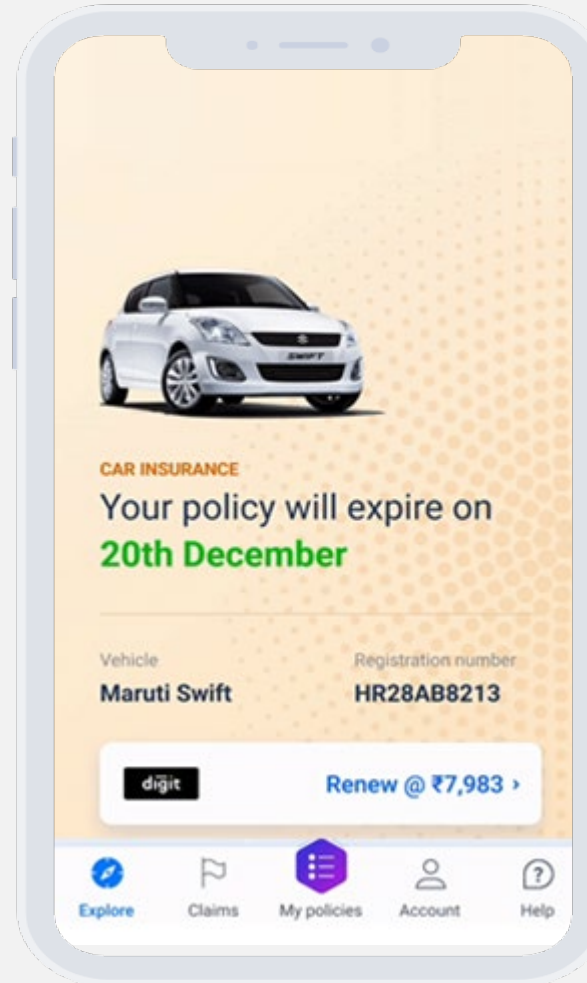 SWIFT
CAR INSURANCE
Your policy will expire on
20th December
Vehicle
Registration number
Maruti Swift
HR28AB8213
digit
Renew @ ₹7,983 ›
Explore
Claims
My policies
Account
Help